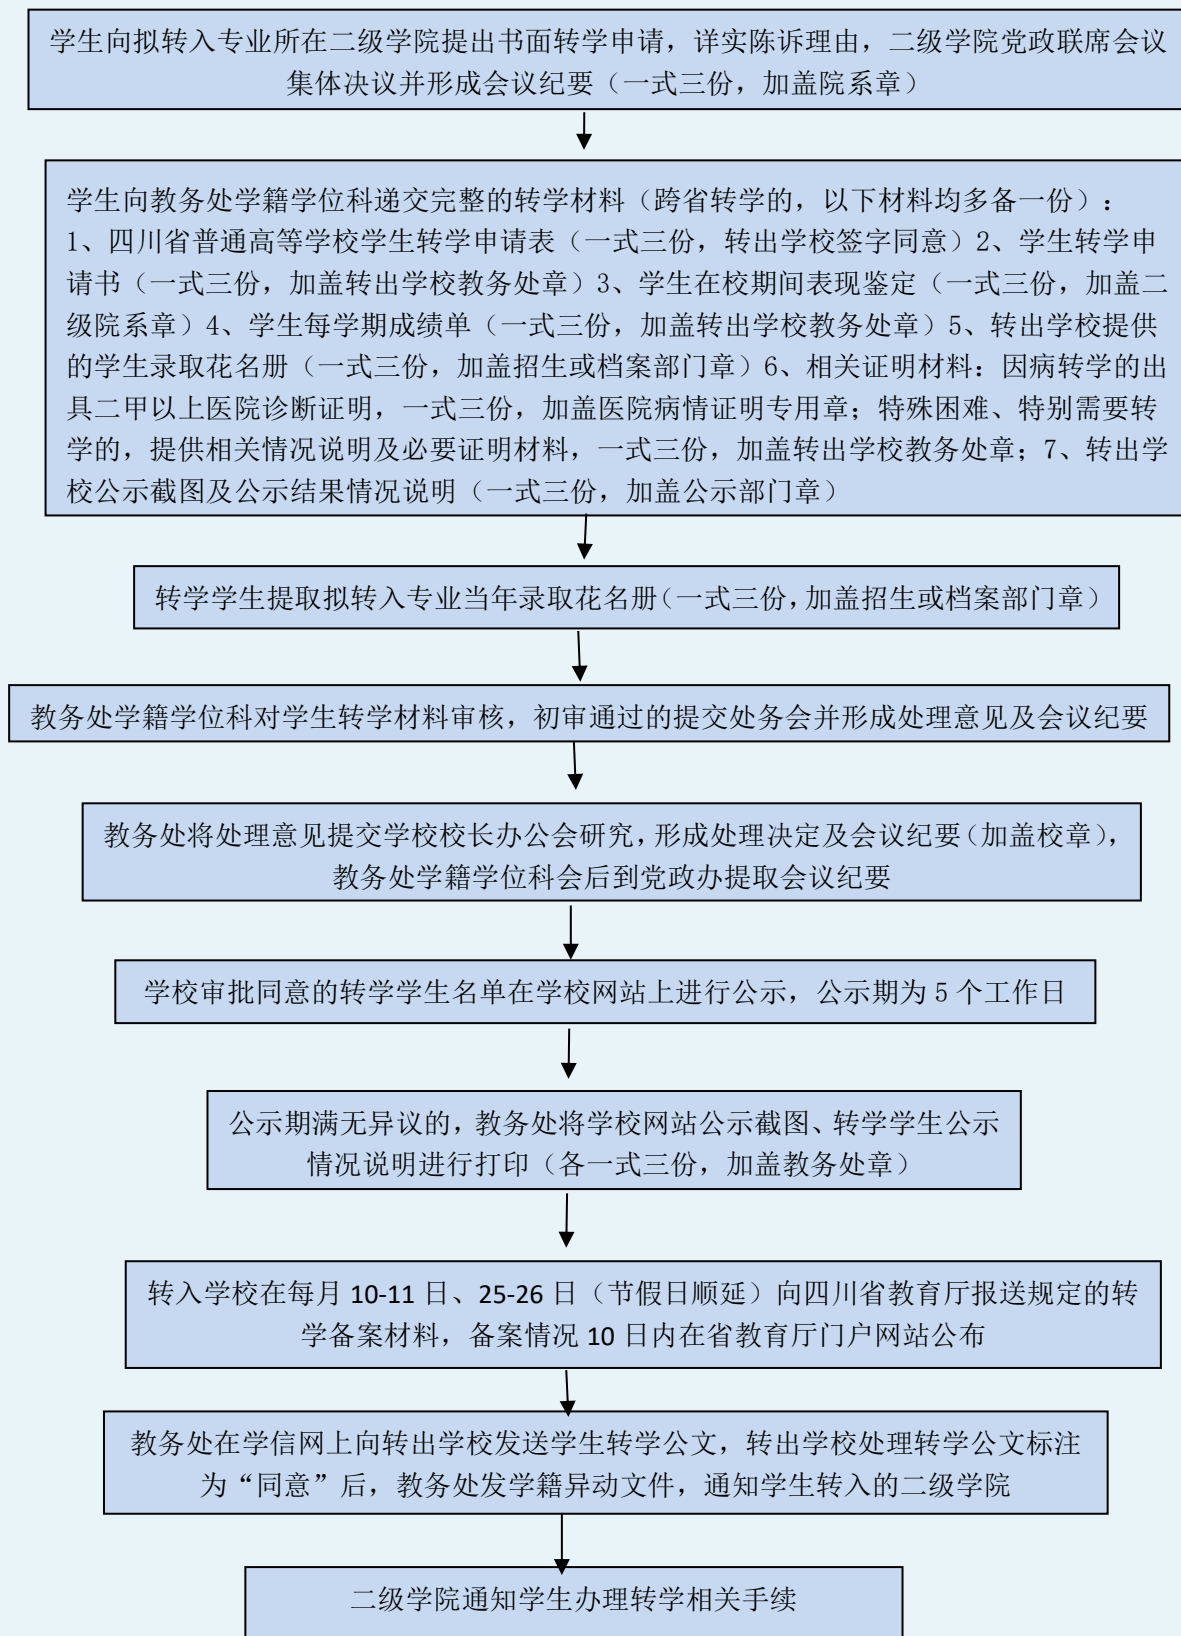 学生向拟转入专业所在二级学院提出书面转学申请，详实陈诉理由，二级学院党政联席会议
集体决议并形成会议纪要（一式三份，加盖院系章）
学生向教务处学籍学位科递交完整的转学材料（跨省转学的，以下材料均多备一份）：
1、四川省普通高等学校学生转学申请表（一式三份，转出学校签字同意）2、学生转学申
请书（一式三份，加盖转出学校教务处章）3、学生在校期间表现鉴定（一式三份，加盖二
级院系章）4、学生每学期成绩单（一式三份，加盖转出学校教务处章）5、转出学校提供
的学生录取花名册（一式三份，加盖招生或档案部门章）6、相关证明材料：因病转学的出
具二甲以上医院诊断证明，一式三份，加盖医院病情证明专用章；特殊困难、特别需要转
学的，提供相关情况说明及必要证明材料，一式三份，加盖转出学校教务处章；7、转出学
校公示截图及公示结果情况说明（一式三份，加盖公示部门章）
转学学生提取拟转入专业当年录取花名册（一式三份，加盖招生或档案部门章）
教务处学籍学位科对学生转学材料审核，初审通过的提交处务会并形成处理意见及会议纪要
教务处将处理意见提交学校校长办公会研究，形成处理决定及会议纪要（加盖校章），
教务处学籍学位科会后到党政办提取会议纪要
学校审批同意的转学学生名单在学校网站上进行公示，公示期为 5 个工作日
公示期满无异议的，教务处将学校网站公示截图、转学学生公示
情况说明进行打印（各一式三份，加盖教务处章）
转入学校在每月 10-11 日、25-26 日（节假日顺延）向四川省教育厅报送规定的转
学备案材料，备案情况 10 日内在省教育厅门户网站公布
教务处在学信网上向转出学校发送学生转学公文，转出学校处理转学公文标注
为“同意”后，教务处发学籍异动文件，通知学生转入的二级学院
二级学院通知学生办理转学相关手续